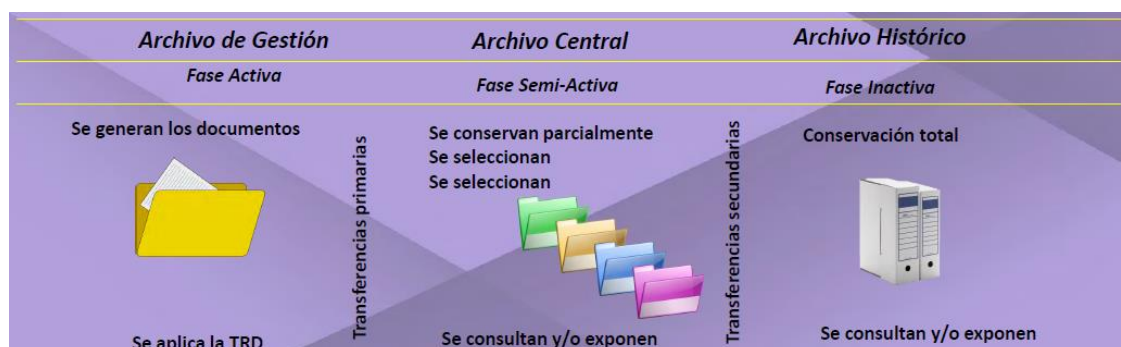 Archivo de Gestión
Archivo Central
Archivo Histórico
Fase Activa
Fase Semi-Activa
Fase Inactiva
Se generan los documentos
Se aplica la TRD
Transferencias primarias
Se conservan parcialmente
Se seleccionan
Se seleccionan
Se consultan y/o exponen
Transferencias secundarias
Conservación total
Se consultan y/o exponen